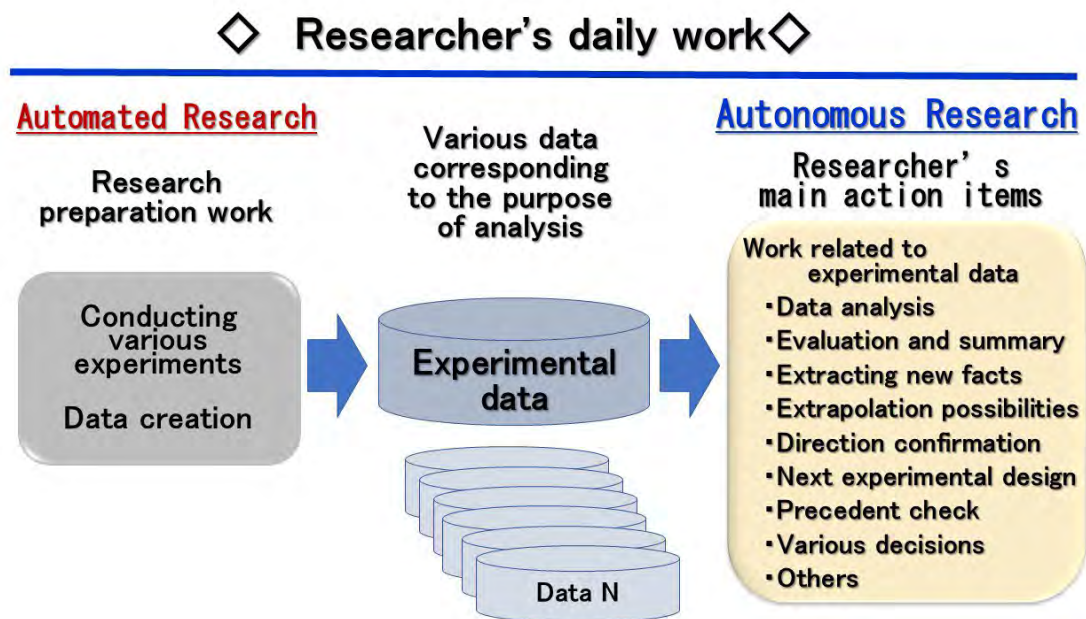 ◇ Researcher's daily work◇
Automated Research
Research
preparation work
Conducting
various
experiments
Data creation
Various data
corresponding
to the purpose
of analysis
Experimental
data
Data N
Autonomous Research
Researcher's
main action items
Work related to
experimental data
・Data analysis
・Evaluation and summary
・Extracting new facts
・Extrapolation possibilities
・Direction confirmation
・Next experimental design
・Precedent check
・Various decisions
・Others